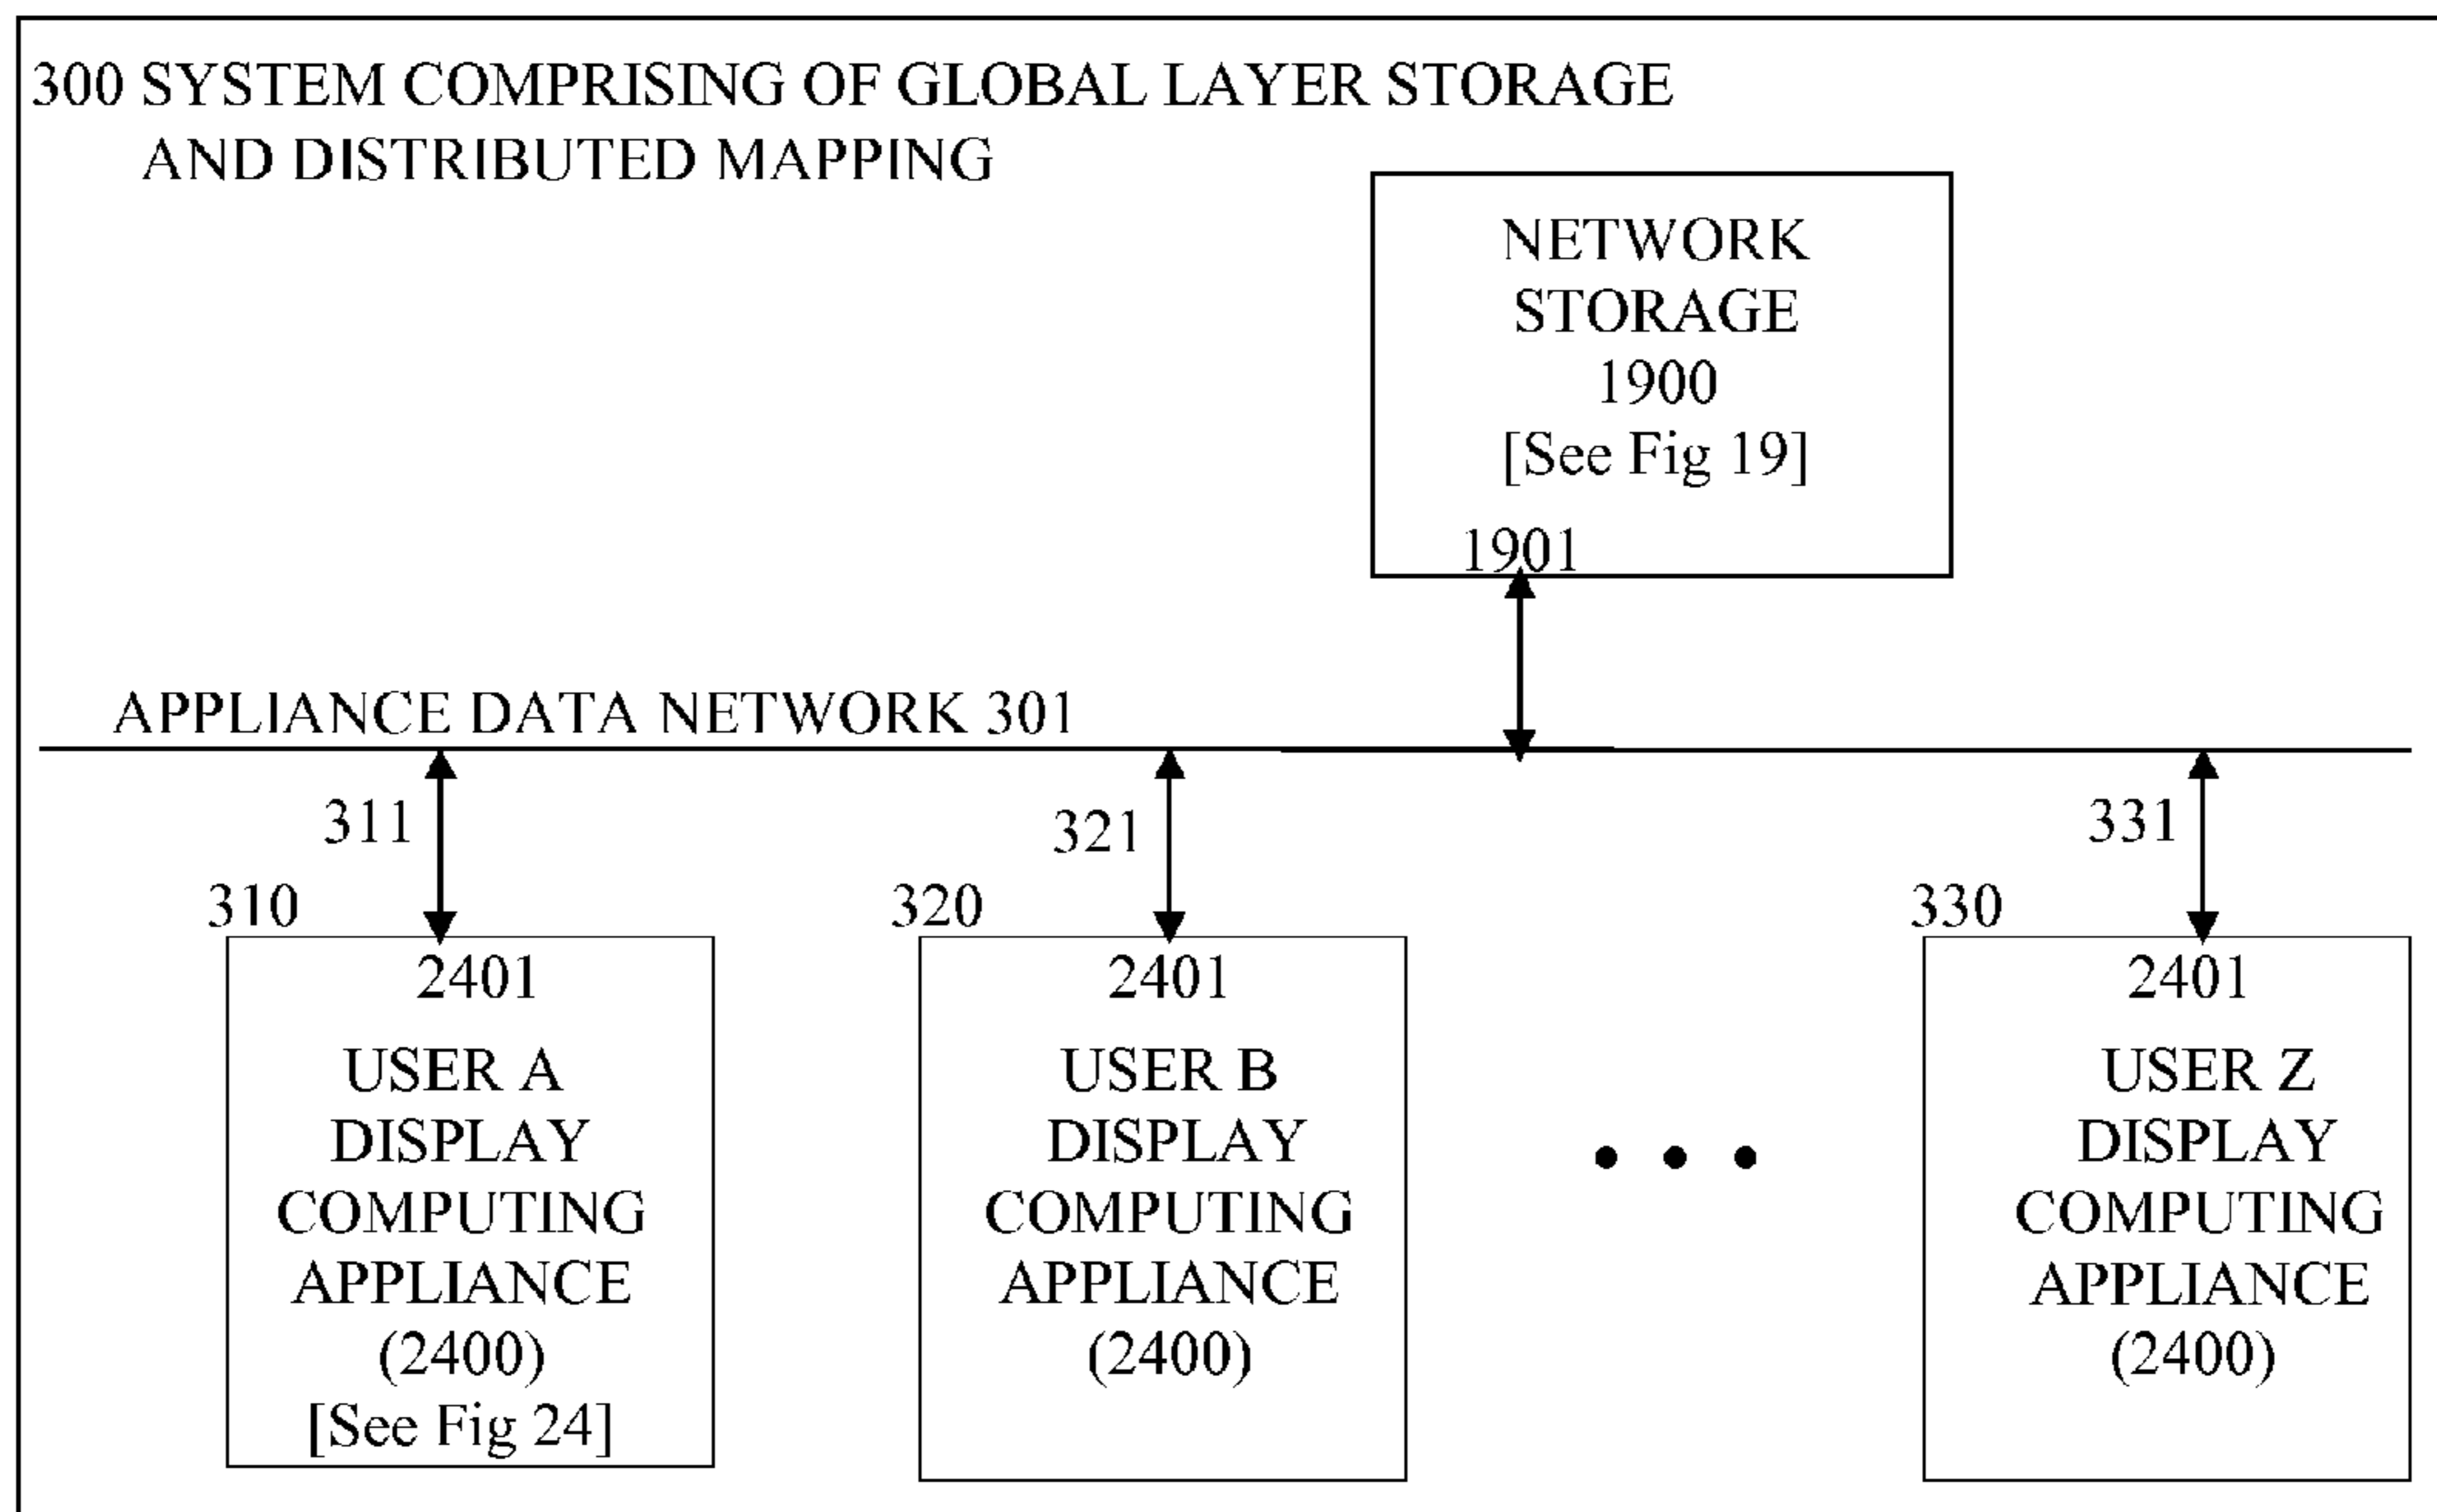 300 SYSTEM COMPRISING OF GLOBAL LAYER STORAGE
AND DISTRIBUTED MAPPING
NETWORK
STORAGE
1900
[See Fig 19]
1901
APPLIANCE DATA NETWORK 301
311
321
331
310
320
330
2401
USER A
DISPLAY
COMPUTING
APPLIANCE
(2400)
[See Fig 24]
2401
USER B
DISPLAY
COMPUTING
APPLIANCE
(2400)
2401
USER Z
DISPLAY
COMPUTING
APPLIANCE
(2400)